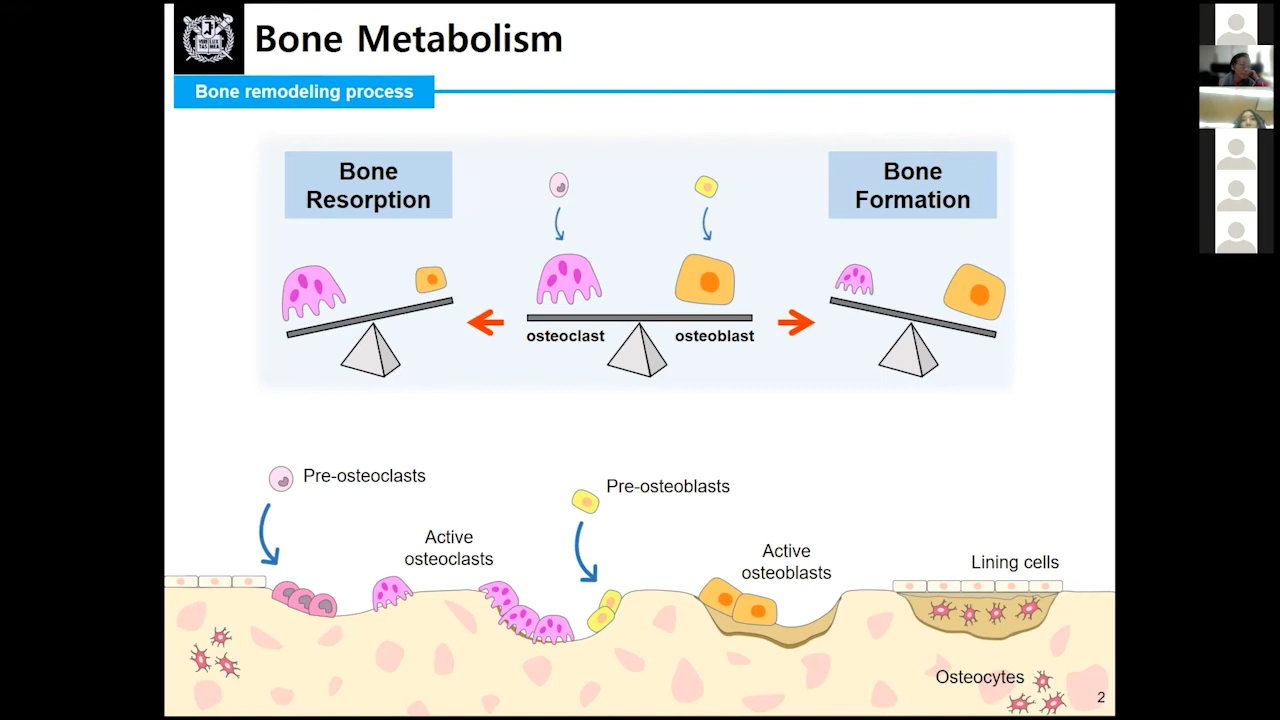 Bone Metabolism
Bone remodeling process
Bone
Resorption
Bone
Formation
osteoclast
osteoblast
Pre-osteoclasts
Pre-osteoblasts
Active
osteoclasts
Active
osteoblasts
Lining cells
Osteocytes
2